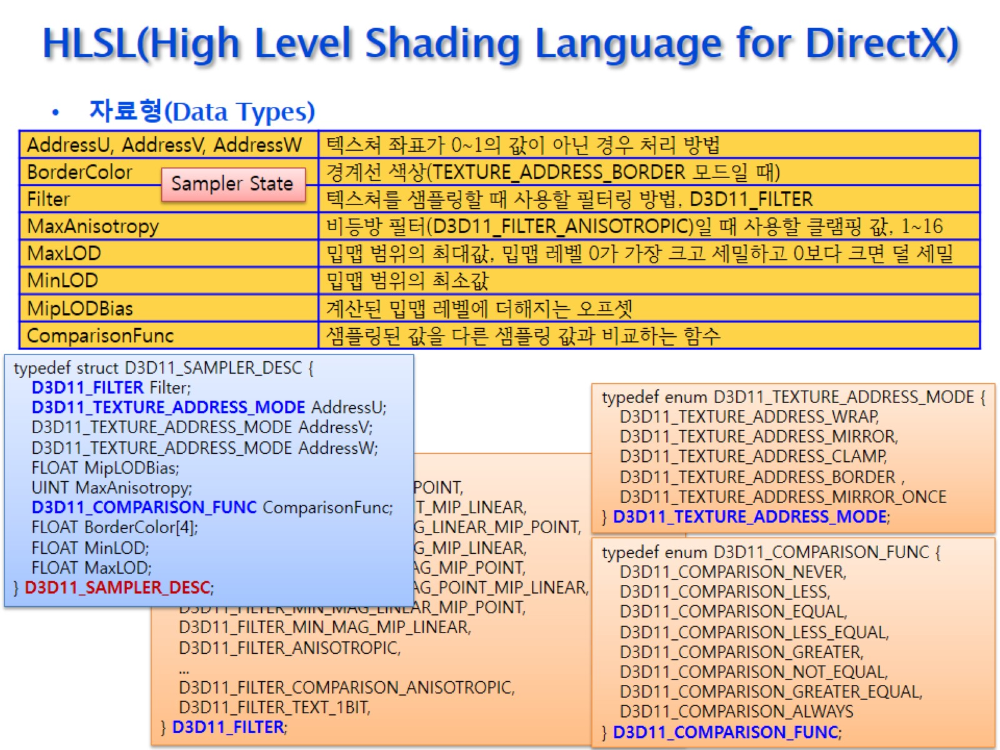 HLSL(High Level Shading Language for DirectX)
• 자료형(Data Types)
AddressU, AddressV, AddressW 텍스쳐 좌표가 0~1의 값이 아닌 경우 처리 방법
BorderColor 경계선 색상(TEXTURE_ADDRESS_BORDER 모드일 때)
Sampler State
Filter 텍스쳐를 샘플링할 때 사용할 필터링 방법, D3D11_FILTER
MaxAnisotropy 비등방 필터(D3D11_FILTER_ANISOTROPIC)일 때 사용할 클램핑 값, 1~16
MaxLOD 밉맵 범위의 최대값, 밉맵 레벨 0가 가장 크고 세밀하고 0보다 크면 덜 세밀
MinLOD 밉맵 범위의 최소값
MipLODBias 계산된 밉맵 레벨에 더해지는 오프셋
ComparisonFunc 샘플링된 값을 다른 샘플링 값과 비교하는 함수
typedef struct D3D11_SAMPLER_DESC {
D3D11_FILTER Filter;
D3D11_TEXTURE_ADDRESS_MODE AddressU;
D3D11_TEXTURE_ADDRESS_MODE AddressV;
D3D11_TEXTURE_ADDRESS_MODE AddressW;
FLOAT MipLODBias;
UINT MaxAnisotropy;
D3D11_COMPARISON_FUNC ComparisonFunc;
FLOAT BorderColor[4];
FLOAT MinLOD;
FLOAT MaxLOD;
} D3D11_SAMPLER_DESC;
POINT,
T_MIP_LINEAR,
G_LINEAR_MIP_POINT,
G_MIP_LINEAR,
AG_MIP_POINT,
AG_POINT_MIP_LINEAR,
D3D11_FILTER_MIN_MAG_LINEAR_MIP_POINT,
D3D11_FILTER_MIN_MAG_MIP_LINEAR,
D3D11_FILTER_ANISOTROPIC,
...
D3D11_FILTER_COMPARISON_ANISOTROPIC,
D3D11_FILTER_TEXT_1BIT,
} D3D11_FILTER;
typedef enum D3D11_TEXTURE_ADDRESS_MODE {
D3D11_TEXTURE_ADDRESS_WRAP,
D3D11_TEXTURE_ADDRESS_MIRROR,
D3D11_TEXTURE_ADDRESS_CLAMP,
D3D11_TEXTURE_ADDRESS_BORDER ,
D3D11_TEXTURE_ADDRESS_MIRROR_ONCE
} D3D11_TEXTURE_ADDRESS_MODE;
typedef enum D3D11_COMPARISON_FUNC {
D3D11_COMPARISON_NEVER,
D3D11_COMPARISON_LESS,
D3D11_COMPARISON_EQUAL,
D3D11_COMPARISON_LESS_EQUAL,
D3D11_COMPARISON_GREATER,
D3D11_COMPARISON_NOT_EQUAL,
D3D11_COMPARISON_GREATER_EQUAL,
D3D11_COMPARISON_ALWAYS
} D3D11_COMPARISON_FUNC;